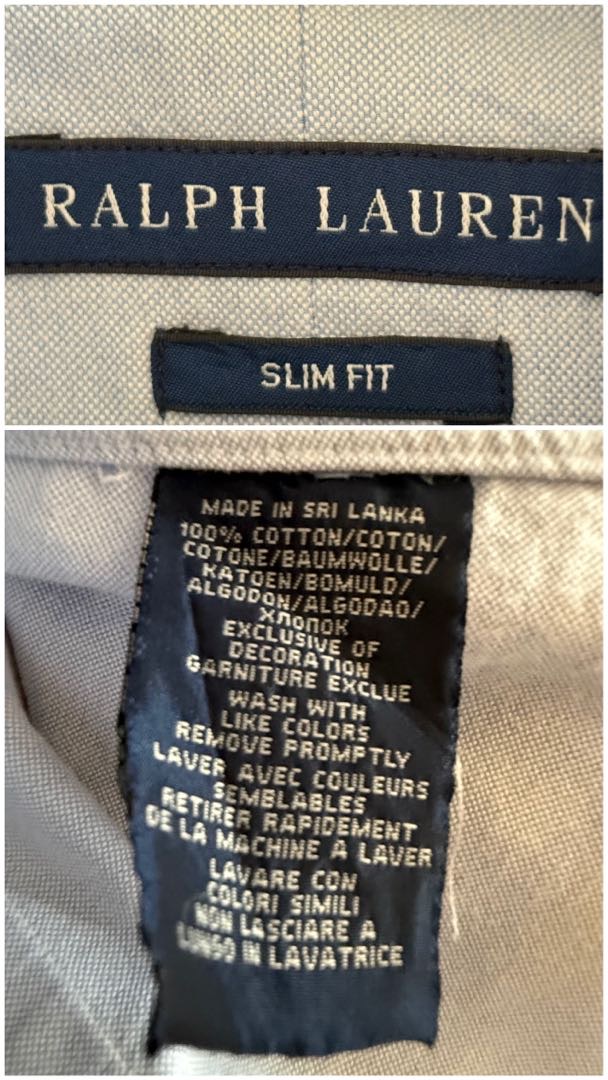 RALPH LAUREN
SLIM FIT
MADE IN SRI LANKA
100% COTTON/COTON/
COTONE/BAUMWOLLE/
KATOEN/BOMULD/
ALGODON/ALGODAO/
ХЛОПОК
EXCLUSIVE OF
DECORATION
GARNITURE EXCLUE
WASH WITH
LIKE COLORS
REMOVE PROMPTLY
LAVER AVEC COULEURS
SEMBLABLES
RETIRER RAPIDEMENT
DE LA MACHINE A LAVER
LAVARE CON
COLORI SIMILI
NON LASCIARE A
LUNGO IN LAVATRICE